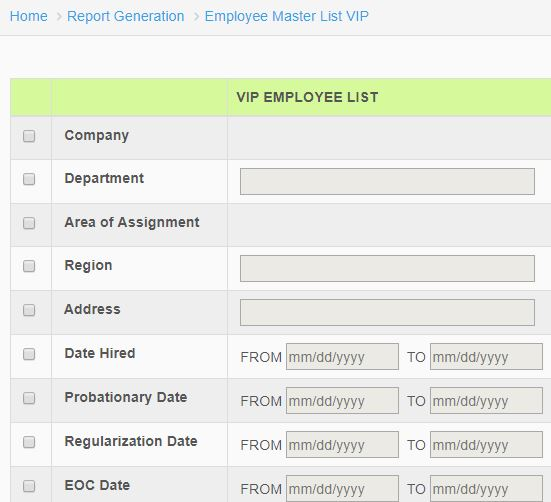 Home > Report Generation > Employee Master List VIP
VIP EMPLOYEE LIST
Company
Department
Area of Assignment
Region
Address
Date Hired FROM mm/dd/yyyy TO mm/dd/yyyy
Probationary Date FROM mm/dd/yyyy TO mm/dd/yyyy
Regularization Date FROM mm/dd/yyyy TO mm/dd/yyyy
EOC Date FROM mm/dd/yyyy TO mm/dd/yyyy